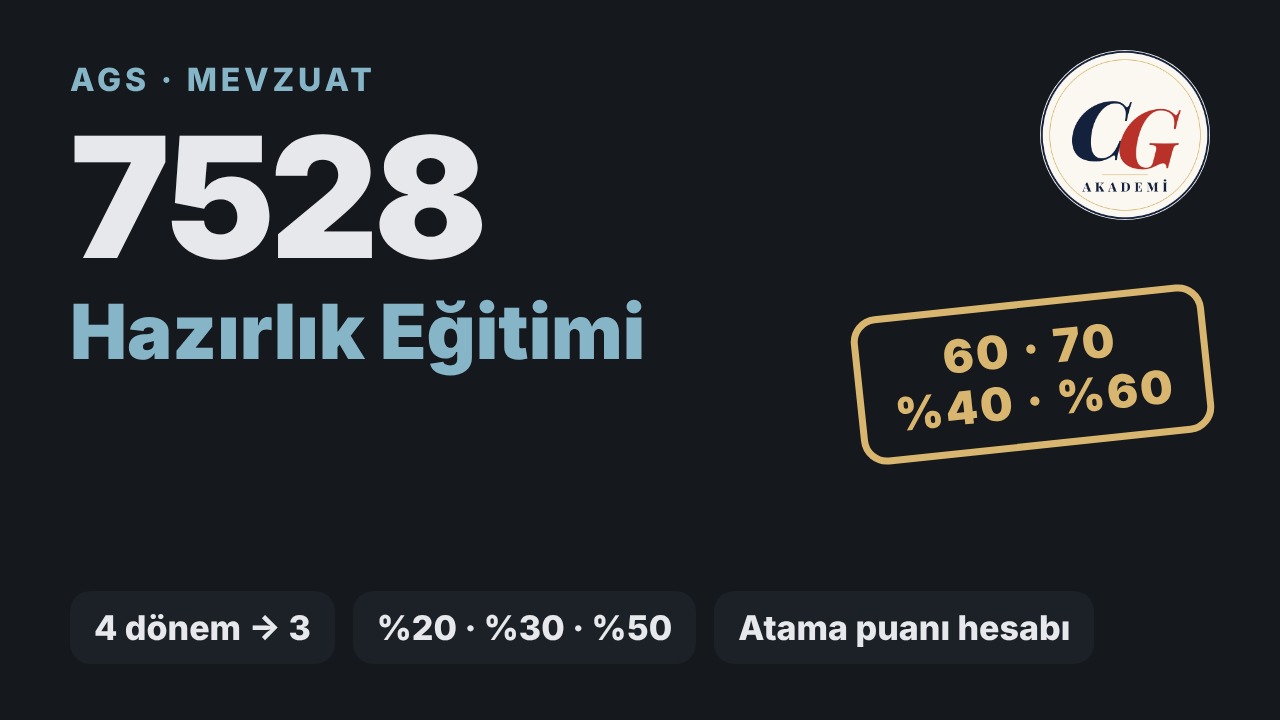 AGS · MEVZUAT
7528
Hazırlık Eğitimi
CG
AKADEMİ
60 · 70
%40 · %60
4 dönem → 3
%20 · %30 · %50
Atama puanı hesabı